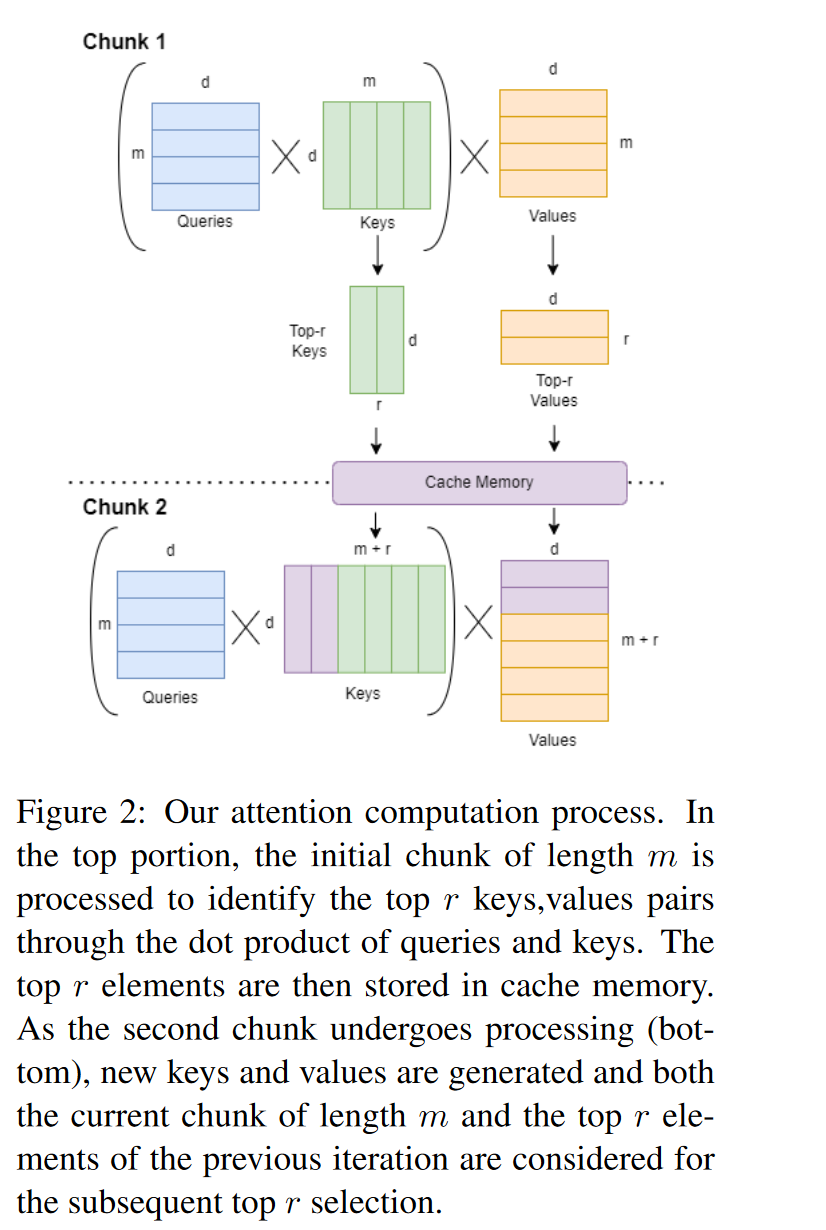 Chunk 1
d
m
d
m
d
m
Queries
Keys
Values
d
Top-r
Keys
d
r
Top-r
Values
r
Cache Memory
Chunk 2
d
m + r
d
m
d
m + r
Queries
Keys
Values
Figure 2: Our attention computation process. In
the top portion, the initial chunk of length m is
processed to identify the top r keys,values pairs
through the dot product of queries and keys. The
top r elements are then stored in cache memory.
As the second chunk undergoes processing (bot-
tom), new keys and values are generated and both
the current chunk of length m and the top r ele-
ments of the previous iteration are considered for
the subsequent top r selection.